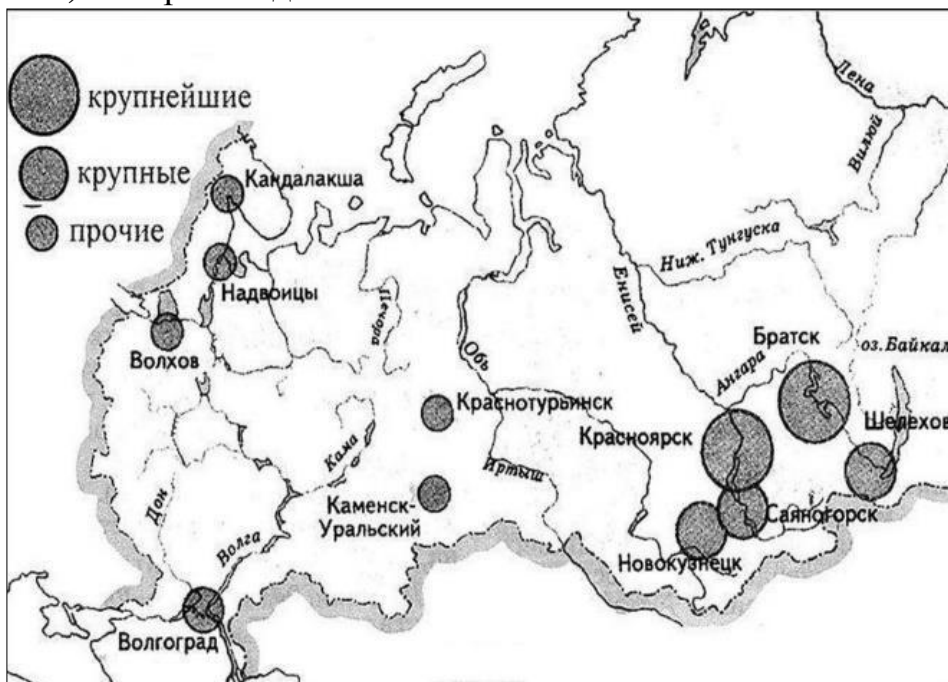 крупнейшие
крупные
прочие
Кандалакша
Надвоицы
Волхов
Печора
Обь
Енисей
Лена
Вилюй
Ниж. Тунгуска
Братск
оз. Байкал
Ангара
Шелехов
Краснотурьинск
Красноярск
Кама
Иртыш
Каменск-
Уральский
Саяногорск
Новокузнецк
Дон
Волга
Волгоград